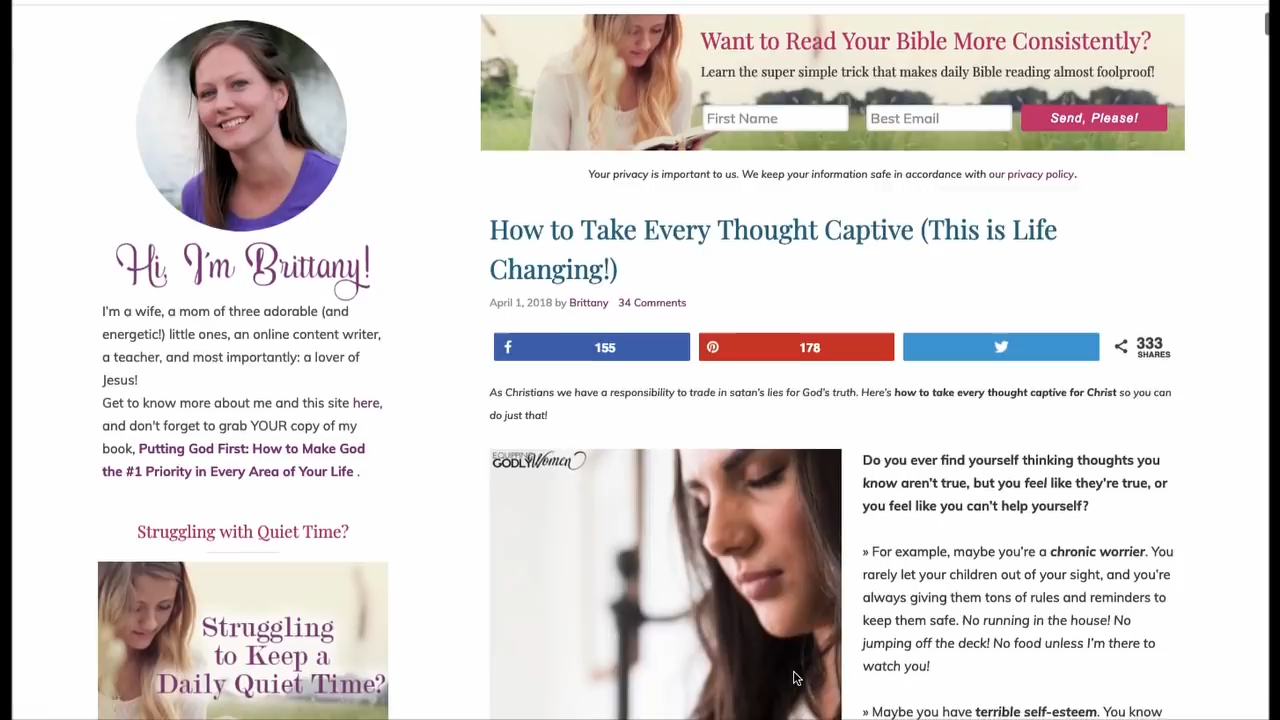 Hi, I'm Brittany!
I'm a wife, a mom of three adorable (and
energetic!) little ones, an online content writer,
a teacher, and most importantly: a lover of
Jesus!
Get to know more about me and this site here,
and don't forget to grab YOUR copy of my
book, Putting God First: How to Make God
the #1 Priority in Every Area of Your Life .
Struggling with Quiet Time?
Struggling
to Keep a
Daily Quiet Time?
Want to Read Your Bible More Consistently?
Learn the super simple trick that makes daily Bible reading almost foolproof!
First Name Best Email Send, Please!
Your privacy is important to us. We keep your information safe in accordance with our privacy policy.
How to Take Every Thought Captive (This is Life
Changing!)
April 1, 2018 by Brittany 34 Comments
155 178 333
SHARES
As Christians we have a responsibility to trade in satan's lies for God's truth. Here's how to take every thought captive for Christ so you can
do just that!
EQUIPPING
GODLY Women
Do you ever find yourself thinking thoughts you
know aren't true, but you feel like they're true, or
you feel like you can't help yourself?
» For example, maybe you're a chronic worrier. You
rarely let your children out of your sight, and you're
always giving them tons of rules and reminders to
keep them safe. No running in the house! No
jumping off the deck! No food unless I'm there to
watch you!
» Maybe you have terrible self-esteem. You know